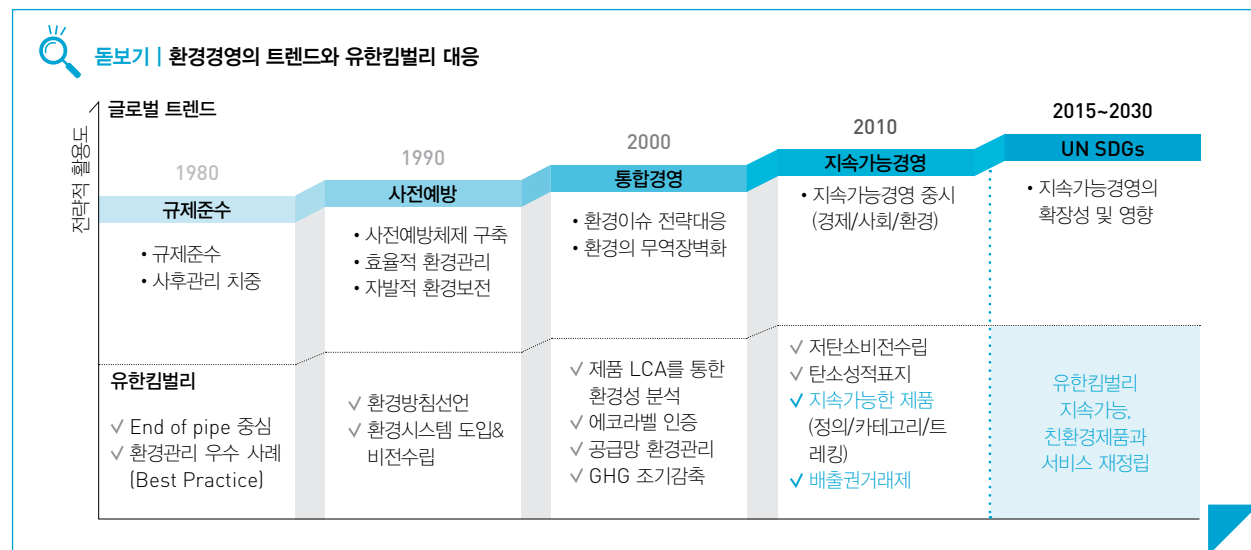 돋보기 | 환경경영의 트렌드와 유한킴벌리 대응
전략적 활용도
글로벌 트렌드
1980
규제준수
• 규제준수
• 사후관리 치중
1990
사전예방
• 사전예방체제 구축
• 효율적 환경관리
• 자발적 환경보전
2000
통합경영
• 환경이슈 전략대응
• 환경의 무역장벽화
2010
지속가능경영
• 지속가능경영 중시
(경제/사회/환경)
2015~2030
UN SDGs
• 지속가능경영의
확장성 및 영향
유한킴벌리
✓ End of pipe 중심
✓ 환경관리 우수 사례
(Best Practice)
✓ 환경방침선언
✓ 환경시스템 도입&
비전수립
✓ 제품 LCA를 통한
환경성 분석
✓ 에코라벨 인증
✓ 공급망 환경관리
✓ GHG 조기감축
✓ 저탄소비전수립
✓ 탄소성적표지
✓ 지속가능한 제품
(정의/카테고리/트
레킹)
✓ 배출권거래제
유한킴벌리
지속가능,
친환경제품과
서비스 재정립